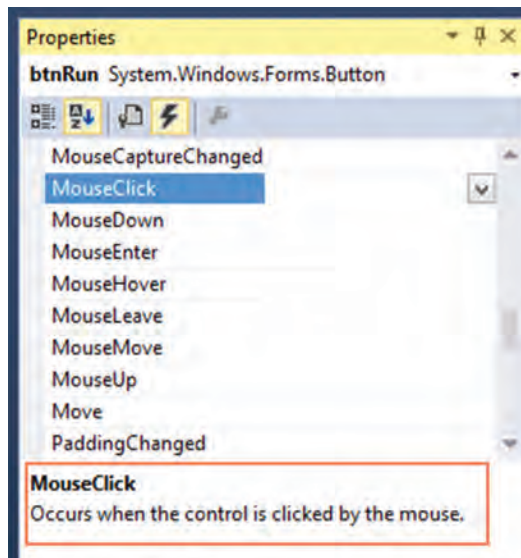 Properties
btnRun System.Windows.Forms.Button
MouseCaptureChanged
MouseClick
MouseDown
MouseEnter
MouseHover
MouseLeave
MouseMove
MouseUp
Move
PaddingChanged
MouseClick
Occurs when the control is clicked by the mouse.